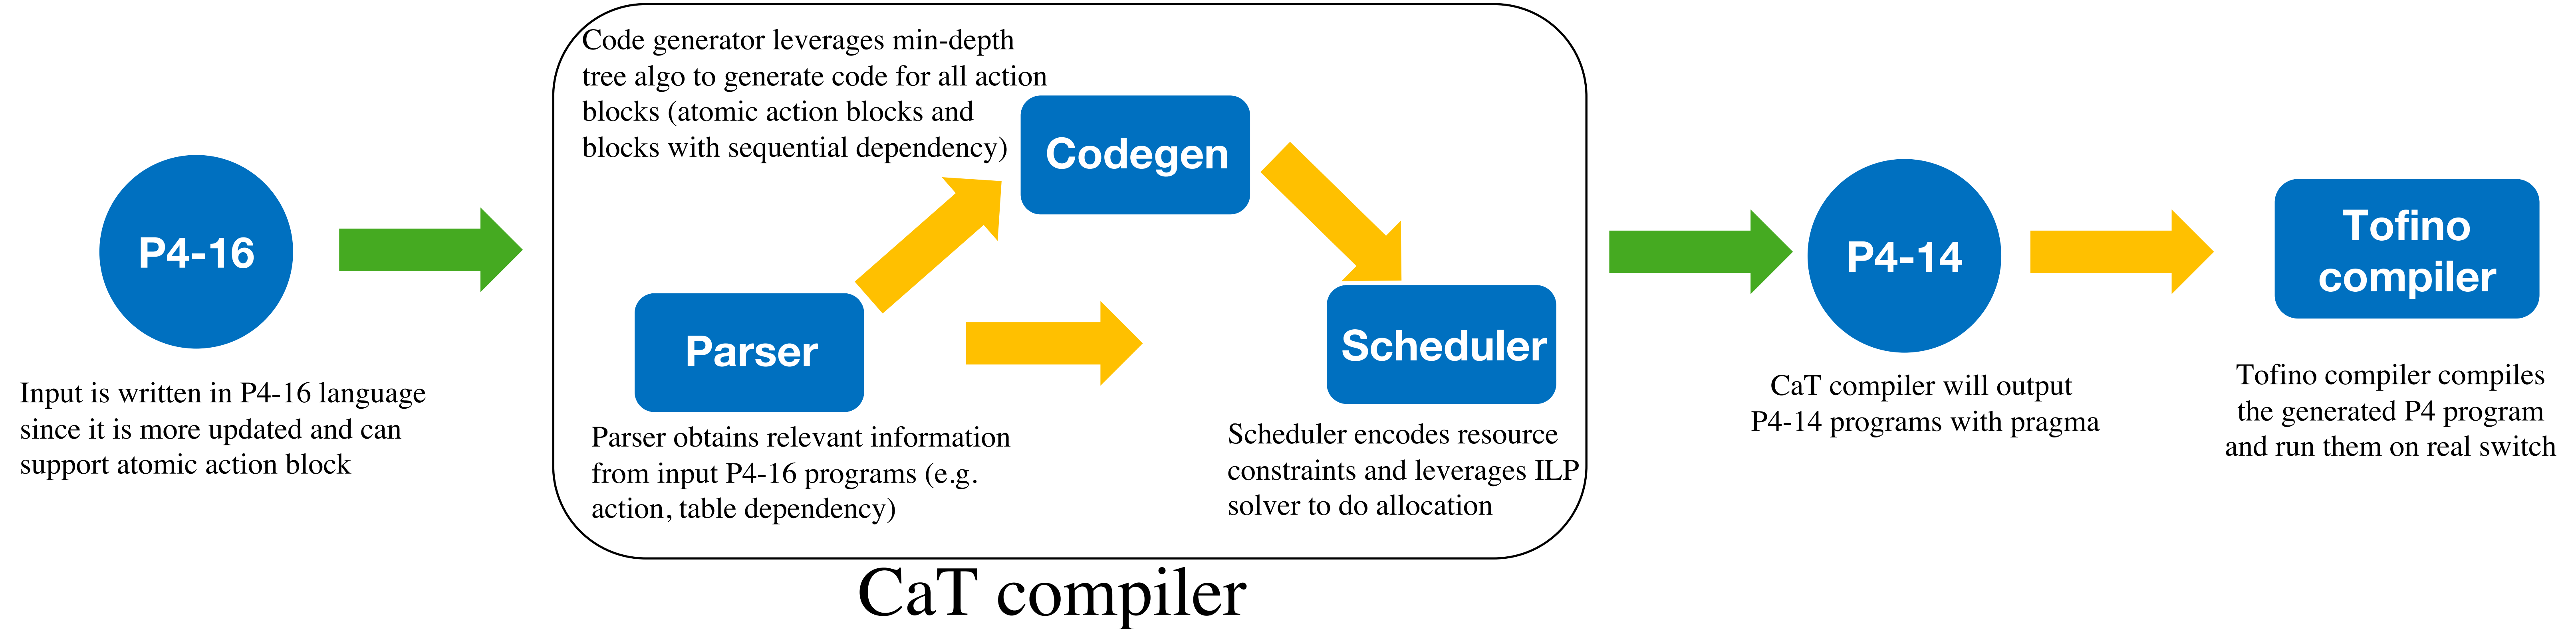 P4-16
Input is written in P4-16 language
since it is more updated and can
support atomic action block
Code generator leverages min-depth
tree algo to generate code for all action
blocks (atomic action blocks and
blocks with sequential dependency)
Codegen
Parser
Parser obtains relevant information
from input P4-16 programs (e.g.
action, table dependency)
Scheduler
Scheduler encodes resource
constraints and leverages ILP
solver to do allocation
CaT compiler
P4-14
CaT compiler will output
P4-14 programs with pragma
Tofino
compiler
Tofino compiler compiles
the generated P4 program
and run them on real switch